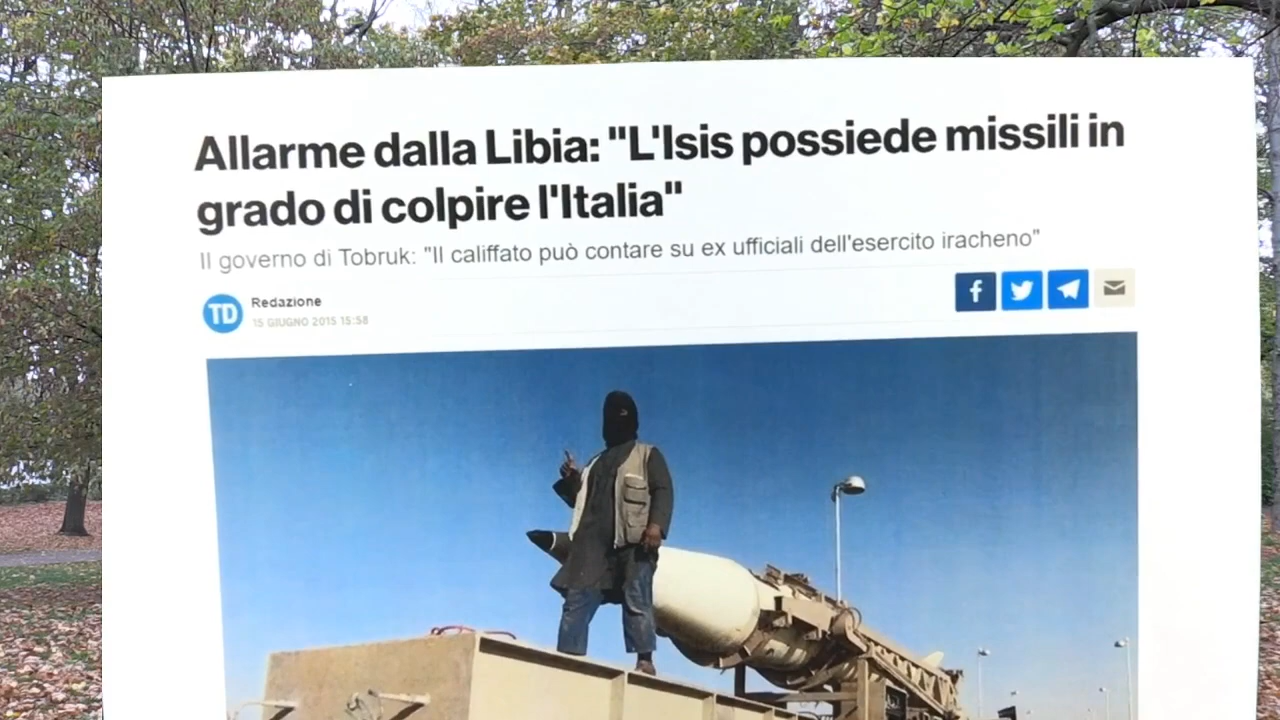 Allarme dalla Libia: "L'Isis possiede missili in
grado di colpire l'Italia"
Il governo di Tobruk: "Il califfato può contare su ex ufficiali dell'esercito iracheno"
TD
Redazione
15 GIUGNO 2015 15:58